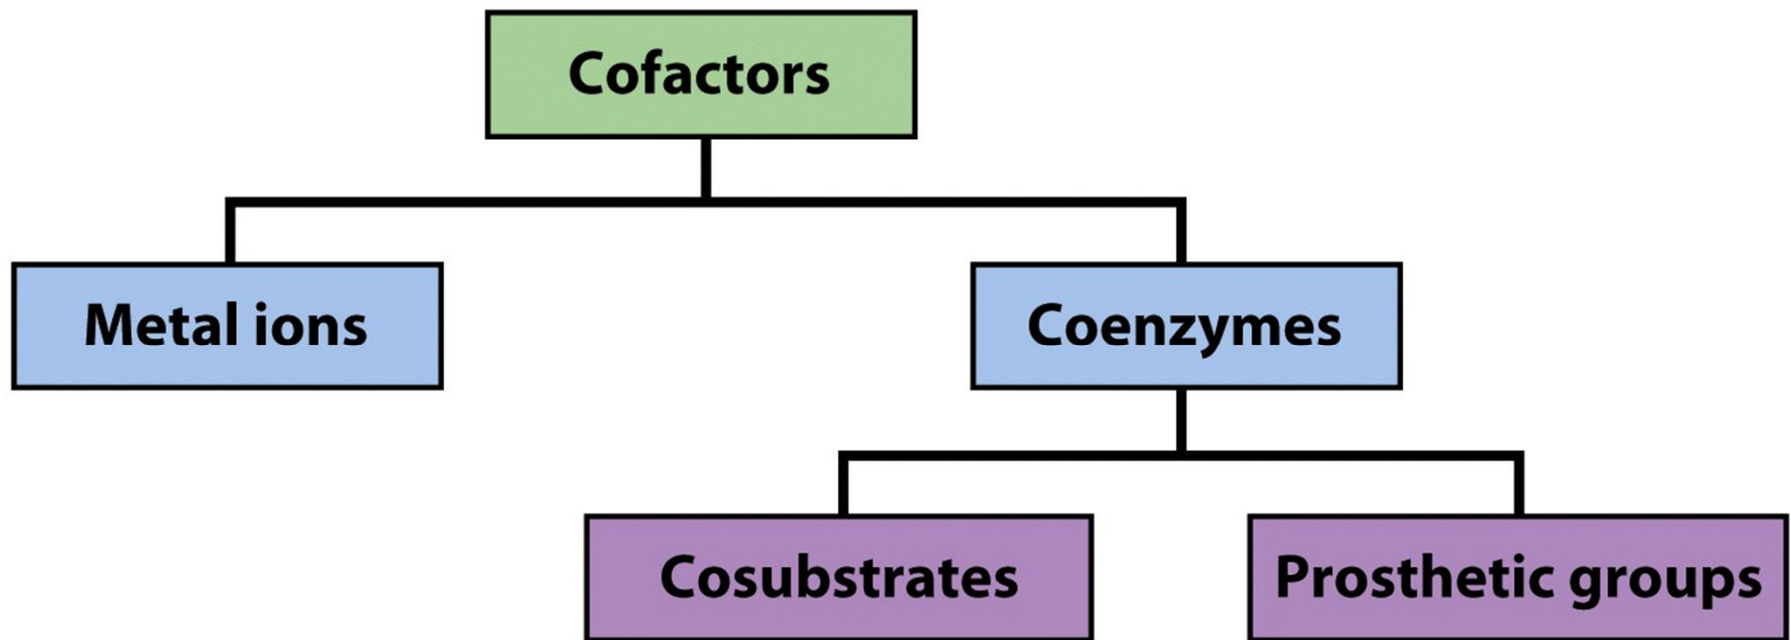 Cofactors
Metal ions
Coenzymes
Cosubstrates
Prosthetic groups